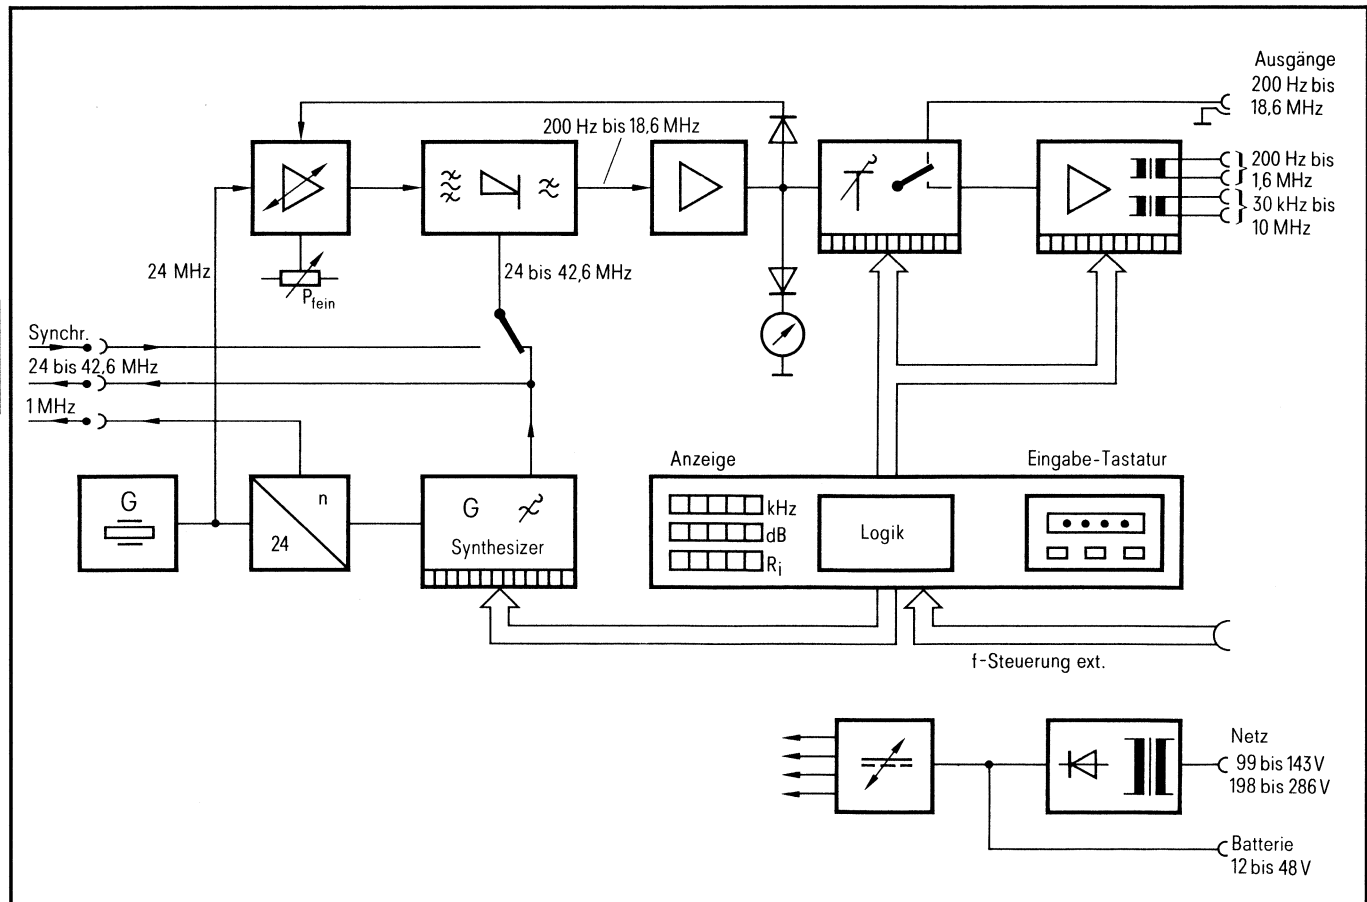 Ausgänge
200 Hz bis
18,6 MHz
200 Hz bis 18,6 MHz
200 Hz bis
1,6 MHz
30 kHz bis
10 MHz
24 MHz
Pfein
24 bis 42,6 MHz
Synchr.
24 bis 42,6 MHz
1 MHz
G
n
24
G
Synthesizer
Anzeige
Eingabe-Tastatur
kHz
dB
Ri
Logik
f-Steuerung ext.
Netz
99 bis 143 V
198 bis 286 V
Batterie
12 bis 48 V